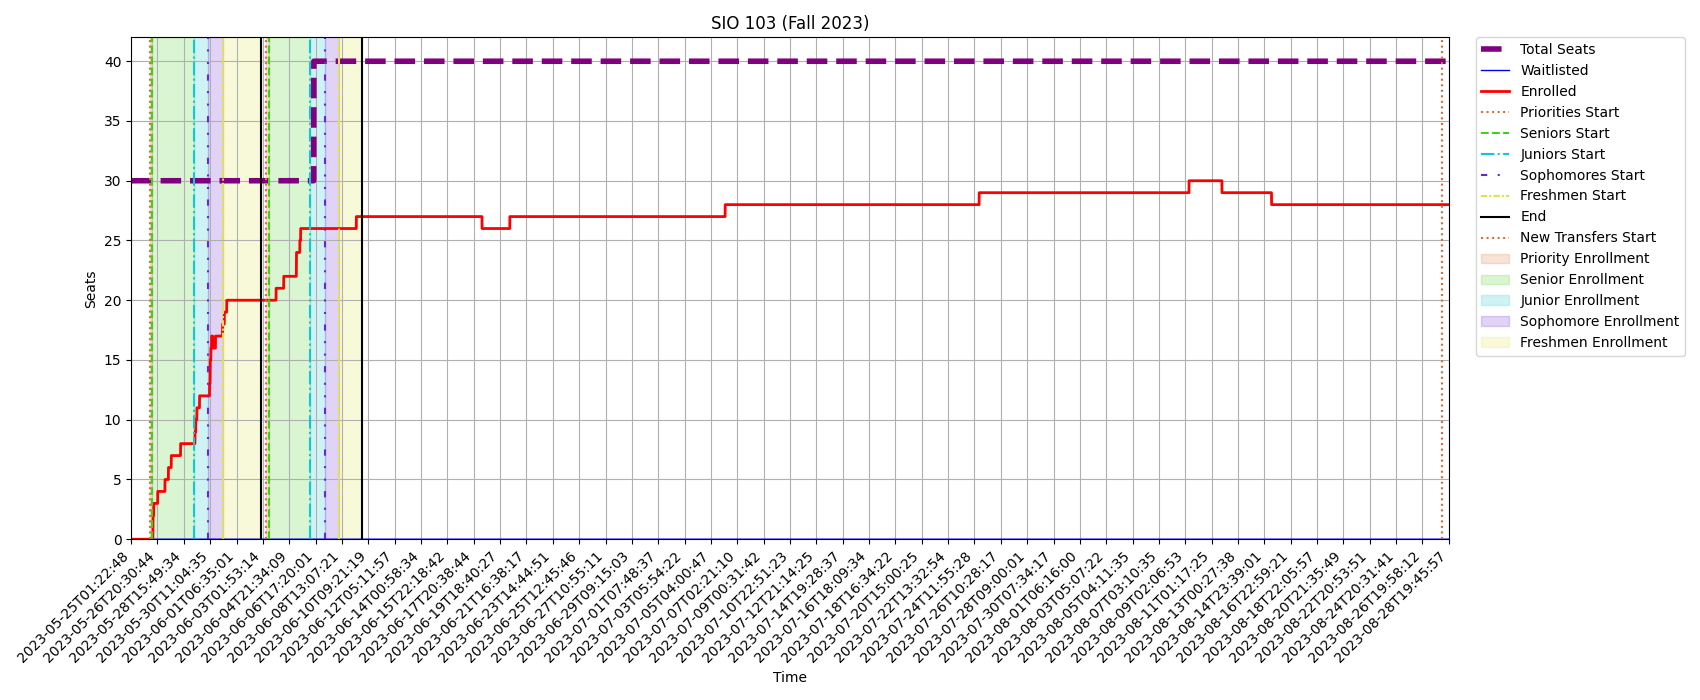 SIO 103 (Fall 2023)
40
35
30
25
20
15
10
5
0
Seats
2023-05-25T01:22:48
2023-05-26T20:30:44
2023-05-28T15:49:34
2023-05-30T11:04:35
2023-06-01T06:35:01
2023-06-03T01:53:14
2023-06-04T21:34:09
2023-06-06T17:20:01
2023-06-08T13:07:21
2023-06-10T09:21:19
2023-06-12T05:11:57
2023-06-14T00:58:34
2023-06-15T22:18:42
2023-06-17T20:38:44
2023-06-19T18:40:27
2023-06-21T16:38:17
2023-06-23T14:44:51
2023-06-25T12:45:46
2023-06-27T10:55:11
2023-06-29T09:15:03
2023-07-01T07:48:37
2023-07-03T05:54:22
2023-07-05T04:00:47
2023-07-07T02:21:10
2023-07-09T00:31:42
2023-07-10T22:51:23
2023-07-12T21:14:25
2023-07-14T19:28:37
2023-07-16T18:09:34
2023-07-18T16:34:22
2023-07-20T15:00:25
2023-07-22T13:32:54
2023-07-24T11:55:28
2023-07-26T10:28:17
2023-07-28T09:00:01
2023-07-30T07:34:17
2023-08-01T06:16:00
2023-08-03T05:07:22
2023-08-05T04:11:35
2023-08-07T03:10:35
2023-08-09T02:06:53
2023-08-11T01:17:25
2023-08-13T00:27:38
2023-08-14T23:39:01
2023-08-16T22:59:21
2023-08-18T22:05:57
2023-08-20T21:35:49
2023-08-22T20:53:51
2023-08-24T20:31:41
2023-08-26T19:58:12
2023-08-28T19:45:57
Time
Total Seats
Waitlisted
Enrolled
Priorities Start
Seniors Start
Juniors Start
Sophomores Start
Freshmen Start
End
New Transfers Start
Priority Enrollment
Senior Enrollment
Junior Enrollment
Sophomore Enrollment
Freshmen Enrollment